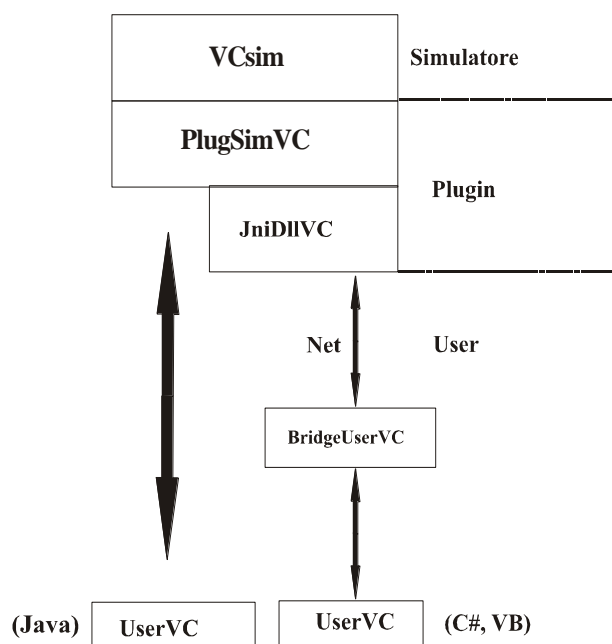 VCsim
Simulatore
PlugSimVC
Plugin
JniDllVC
Net
User
BridgeUserVC
(Java)
UserVC
UserVC
(C#, VB)